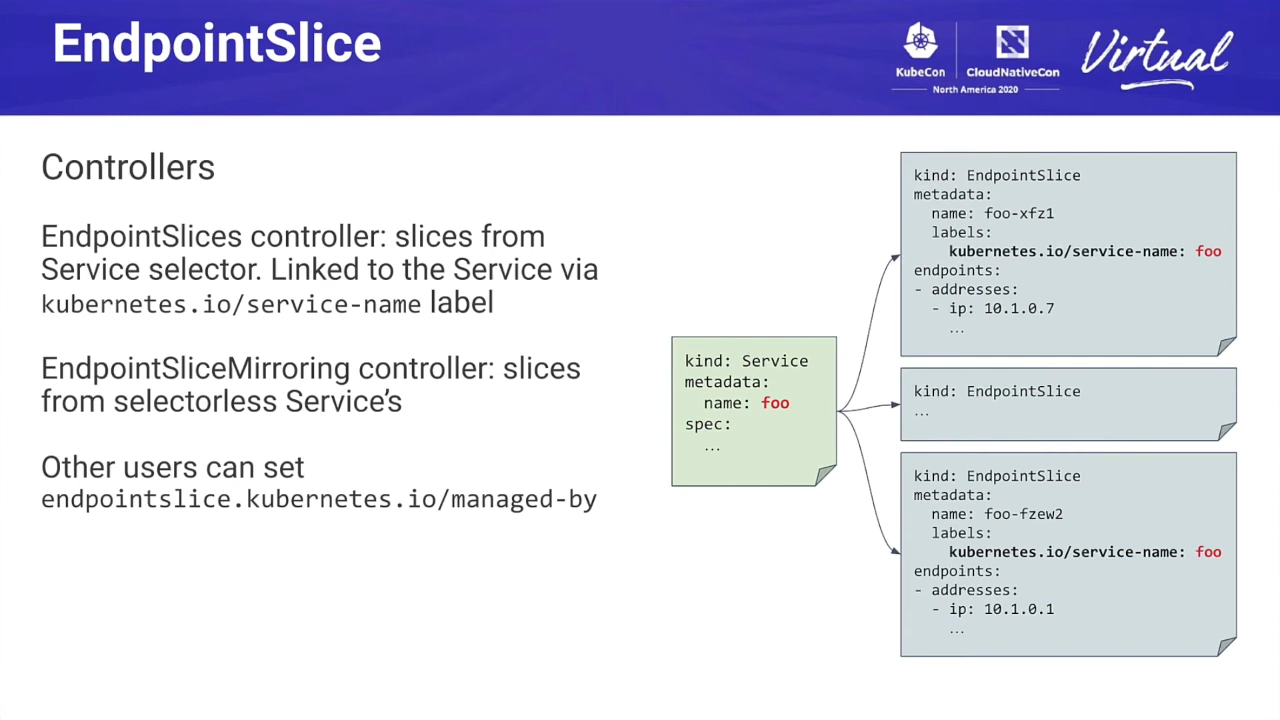 EndpointSlice
KubeCon
CloudNativeCon
North America 2020
Virtual
Controllers
EndpointSlices controller: slices from
Service selector. Linked to the Service via
kubernetes.io/service-name label
EndpointSliceMirroring controller: slices
from selectorless Service’s
Other users can set
endpointslice.kubernetes.io/managed-by
kind: Service
metadata:
name: foo
spec:
...
kind: EndpointSlice
metadata:
name: foo-xfz1
labels:
kubernetes.io/service-name: foo
endpoints:
- addresses:
- ip: 10.1.0.7
...
kind: EndpointSlice
...
kind: EndpointSlice
metadata:
name: foo-fzew2
labels:
kubernetes.io/service-name: foo
endpoints:
- addresses:
- ip: 10.1.0.1
...